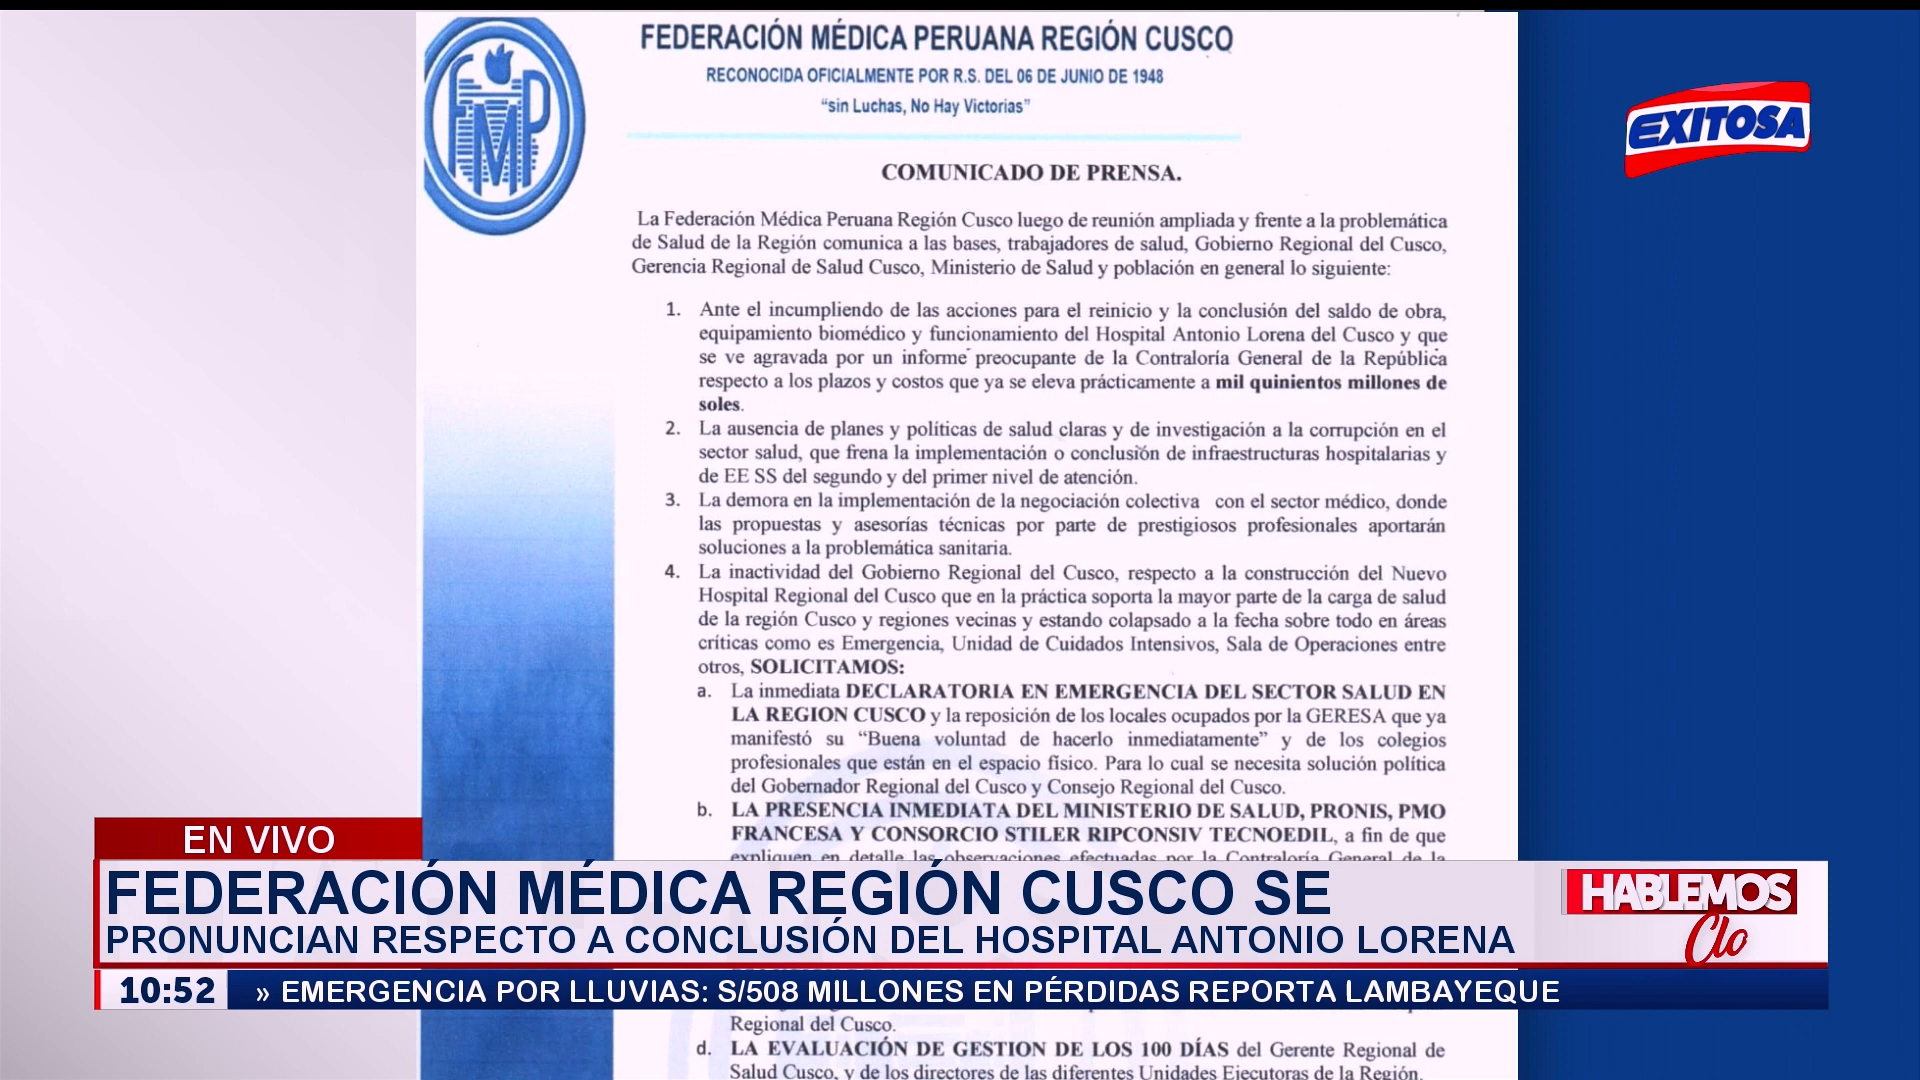 FEDERACIÓN MÉDICA PERUANA REGIÓN CUSCO
RECONOCIDA OFICIALMENTE POR R.S. DEL 06 DE JUNIO DE 1948
“sin Luchas, No Hay Victorias”
FMP
EXITOSA
COMUNICADO DE PRENSA.
La Federación Médica Peruana Región Cusco luego de reunión ampliada y frente a la problemática
de Salud de la Región comunica a las bases, trabajadores de salud, Gobierno Regional del Cusco,
Gerencia Regional de Salud Cusco, Ministerio de Salud y población en general lo siguiente:
1. Ante el incumpliendo de las acciones para el reinicio y la conclusión del saldo de obra,
equipamiento biomédico y funcionamiento del Hospital Antonio Lorena del Cusco y que
se ve agravada por un informe preocupante de la Contraloría General de la República
respecto a los plazos y costos que ya se eleva prácticamente a mil quinientos millones de
soles.
2. La ausencia de planes y políticas de salud claras y de investigación a la corrupción en el
sector salud, que frena la implementación o conclusión de infraestructuras hospitalarias y
de EE SS del segundo y del primer nivel de atención.
3. La demora en la implementación de la negociación colectiva con el sector médico, donde
las propuestas y asesorías técnicas por parte de prestigiosos profesionales aportarán
soluciones a la problemática sanitaria.
4. La inactividad del Gobierno Regional del Cusco, respecto a la construcción del Nuevo
Hospital Regional del Cusco que en la práctica soporta la mayor parte de la carga de salud
de la región Cusco y regiones vecinas y estando colapsado a la fecha sobre todo en áreas
críticas como es Emergencia, Unidad de Cuidados Intensivos, Sala de Operaciones entre
otros, SOLICITAMOS:
a. La inmediata DECLARATORIA EN EMERGENCIA DEL SECTOR SALUD EN
LA REGION CUSCO y la reposición de los locales ocupados por la GERESA que ya
manifestó su “Buena voluntad de hacerlo inmediatamente” y de los colegios
profesionales que están en el espacio físico. Para lo cual se necesita solución política
del Gobernador Regional del Cusco y Consejo Regional del Cusco.
b. LA PRESENCIA INMEDIATA DEL MINISTERIO DE SALUD, PRONIS, PMO
FRANCESA Y CONSORCIO STILER RIPCONSIV TECNOEDIL, a fin de que
expliquen en detalle las observaciones efectuadas por la Contraloría General de la
EN VIVO
FEDERACIÓN MÉDICA REGIÓN CUSCO SE
PRONUNCIAN RESPECTO A CONCLUSIÓN DEL HOSPITAL ANTONIO LORENA
HABLEMOS
Clo
10:52 » EMERGENCIA POR LLUVIAS: S/508 MILLONES EN PÉRDIDAS REPORTA LAMBAYEQUE
Regional del Cusco.
d. LA EVALUACIÓN DE GESTION DE LOS 100 DÍAS del Gerente Regional de
Salud Cusco, y de los directores de las diferentes Unidades Ejecutoras de la Región.